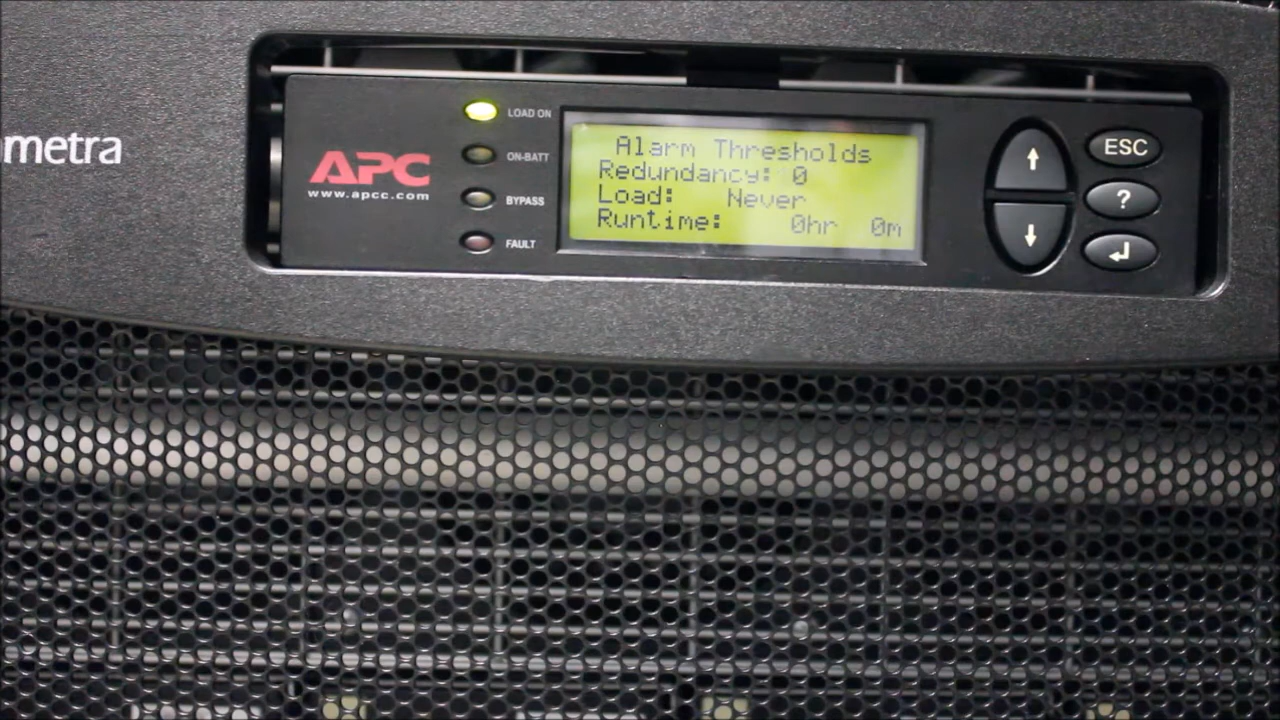 ametra
APC
www.apcc.com
LOAD ON
ON-BATT
BYPASS
FAULT
Alarm Thresholds
Redundancy: 0
Load: Never
Runtime: 0hr 0m
ESC
?